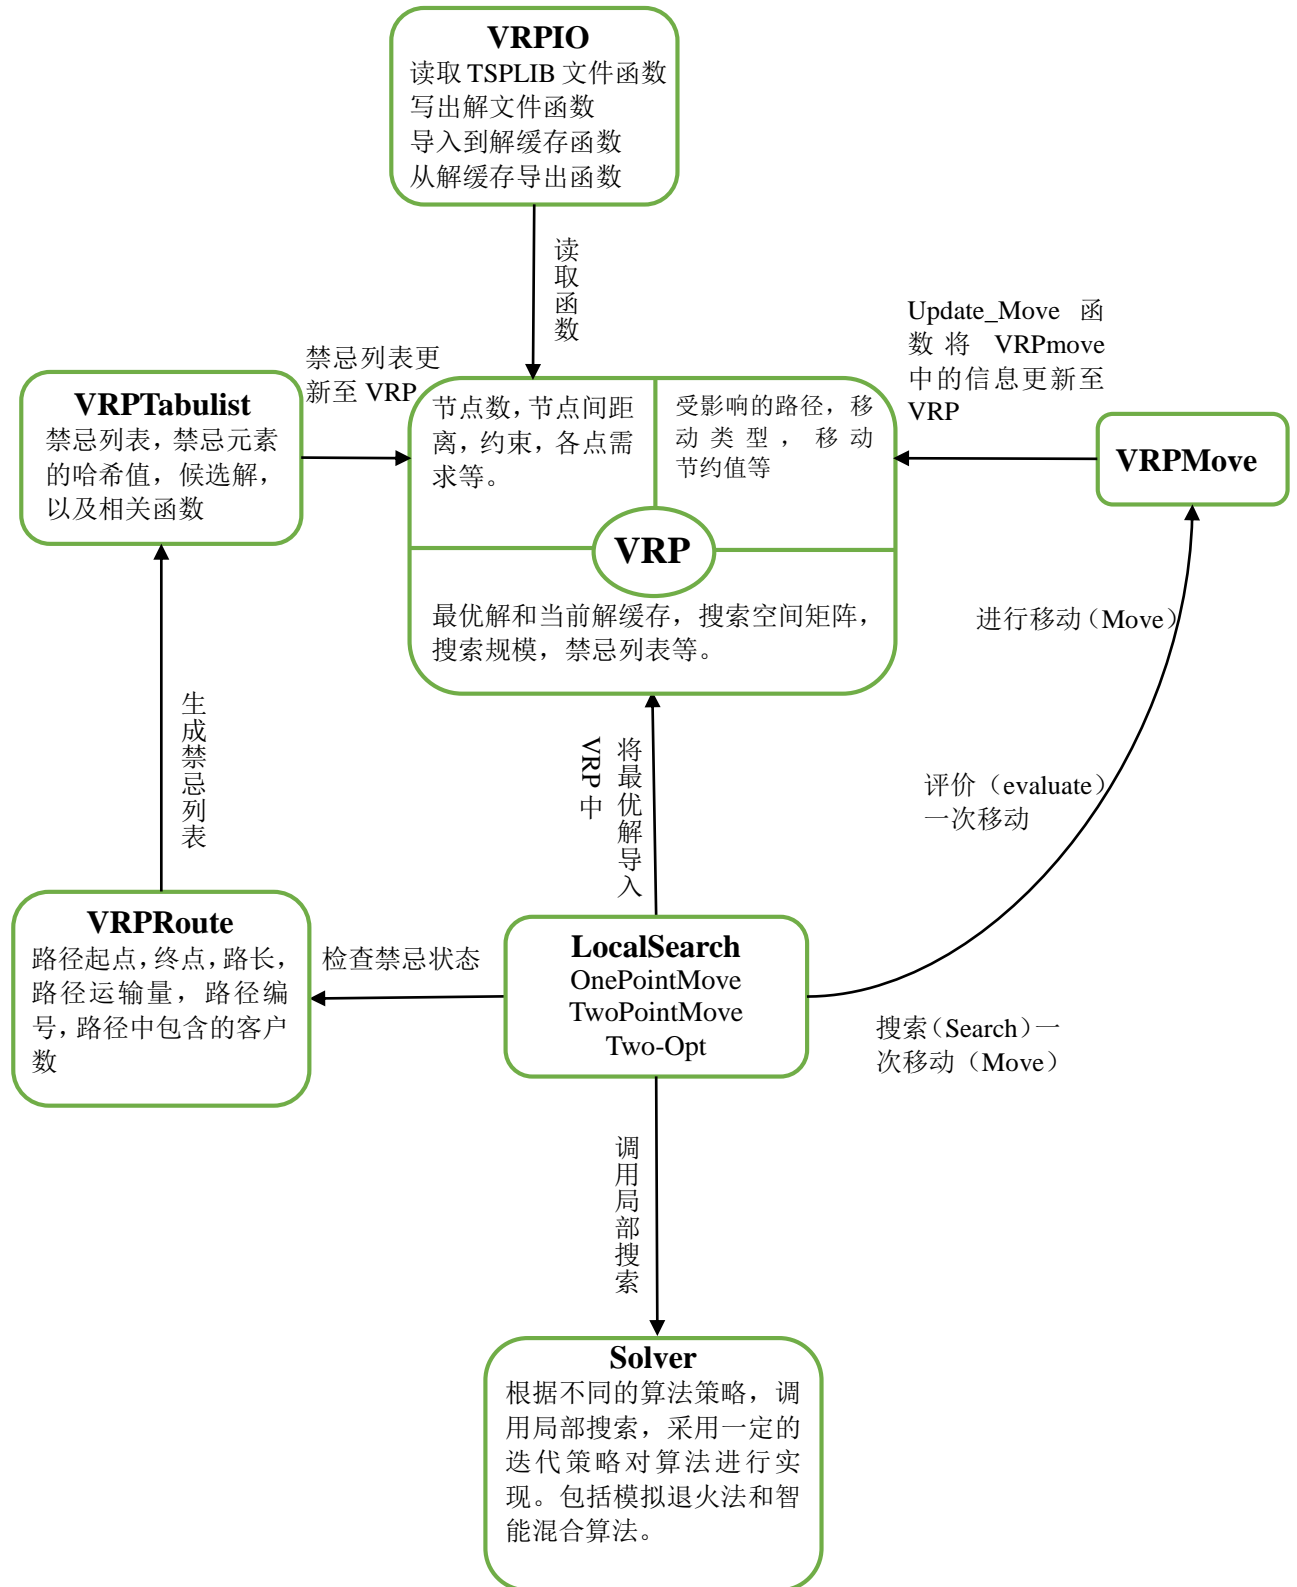 VRPIO
读取 TSPLIB 文件函数
写出解文件函数
导入到解缓存函数
从解缓存导出函数
读取函数
Update_Move 函
数将 VRPmove
中的信息更新至
VRP
禁忌列表更
新至 VRP
VRPTabulist
禁忌列表，禁忌元素
的哈希值，候选解，
以及相关函数
节点数，节点间距
离，约束，各点需
求等。
受影响的路径，移
动类型，移动
节约值等
VRPMove
VRP
最优解和当前解缓存，搜索空间矩阵，
搜索规模，禁忌列表等。
进行移动（Move）
生成禁忌列表
将最优解导入
VRP 中
评价（evaluate）
一次移动
VRPRoute
路径起点，终点，路长，
路径运输量，路径编
号，路径中包含的客户
数
检查禁忌状态
LocalSearch
OnePointMove
TwoPointMove
Two-Opt
搜索（Search）一
次移动（Move）
调用局部搜索
Solver
根据不同的算法策略，调
用局部搜索，采用一定的
迭代策略对算法进行实
现。包括模拟退火法和智
能混合算法。